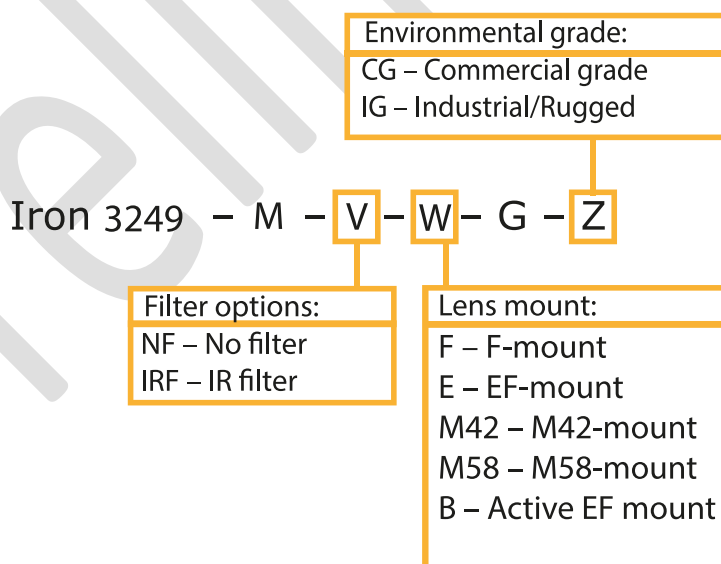 Environmental grade:
CG – Commercial grade
IG – Industrial/Rugged
Iron 3249 – M – V – W – G – Z
Filter options:
NF – No filter
IRF – IR filter
Lens mount:
F – F-mount
E – EF-mount
M42 – M42-mount
M58 – M58-mount
B – Active EF mount